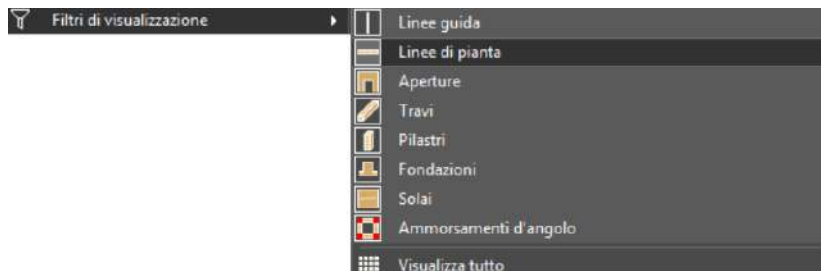 Filtri di visualizzazione
Linee guida
Linee di pianta
Aperture
Travi
Pilastri
Fondazioni
Solai
Ammorsamenti d'angolo
Visualizza tutto